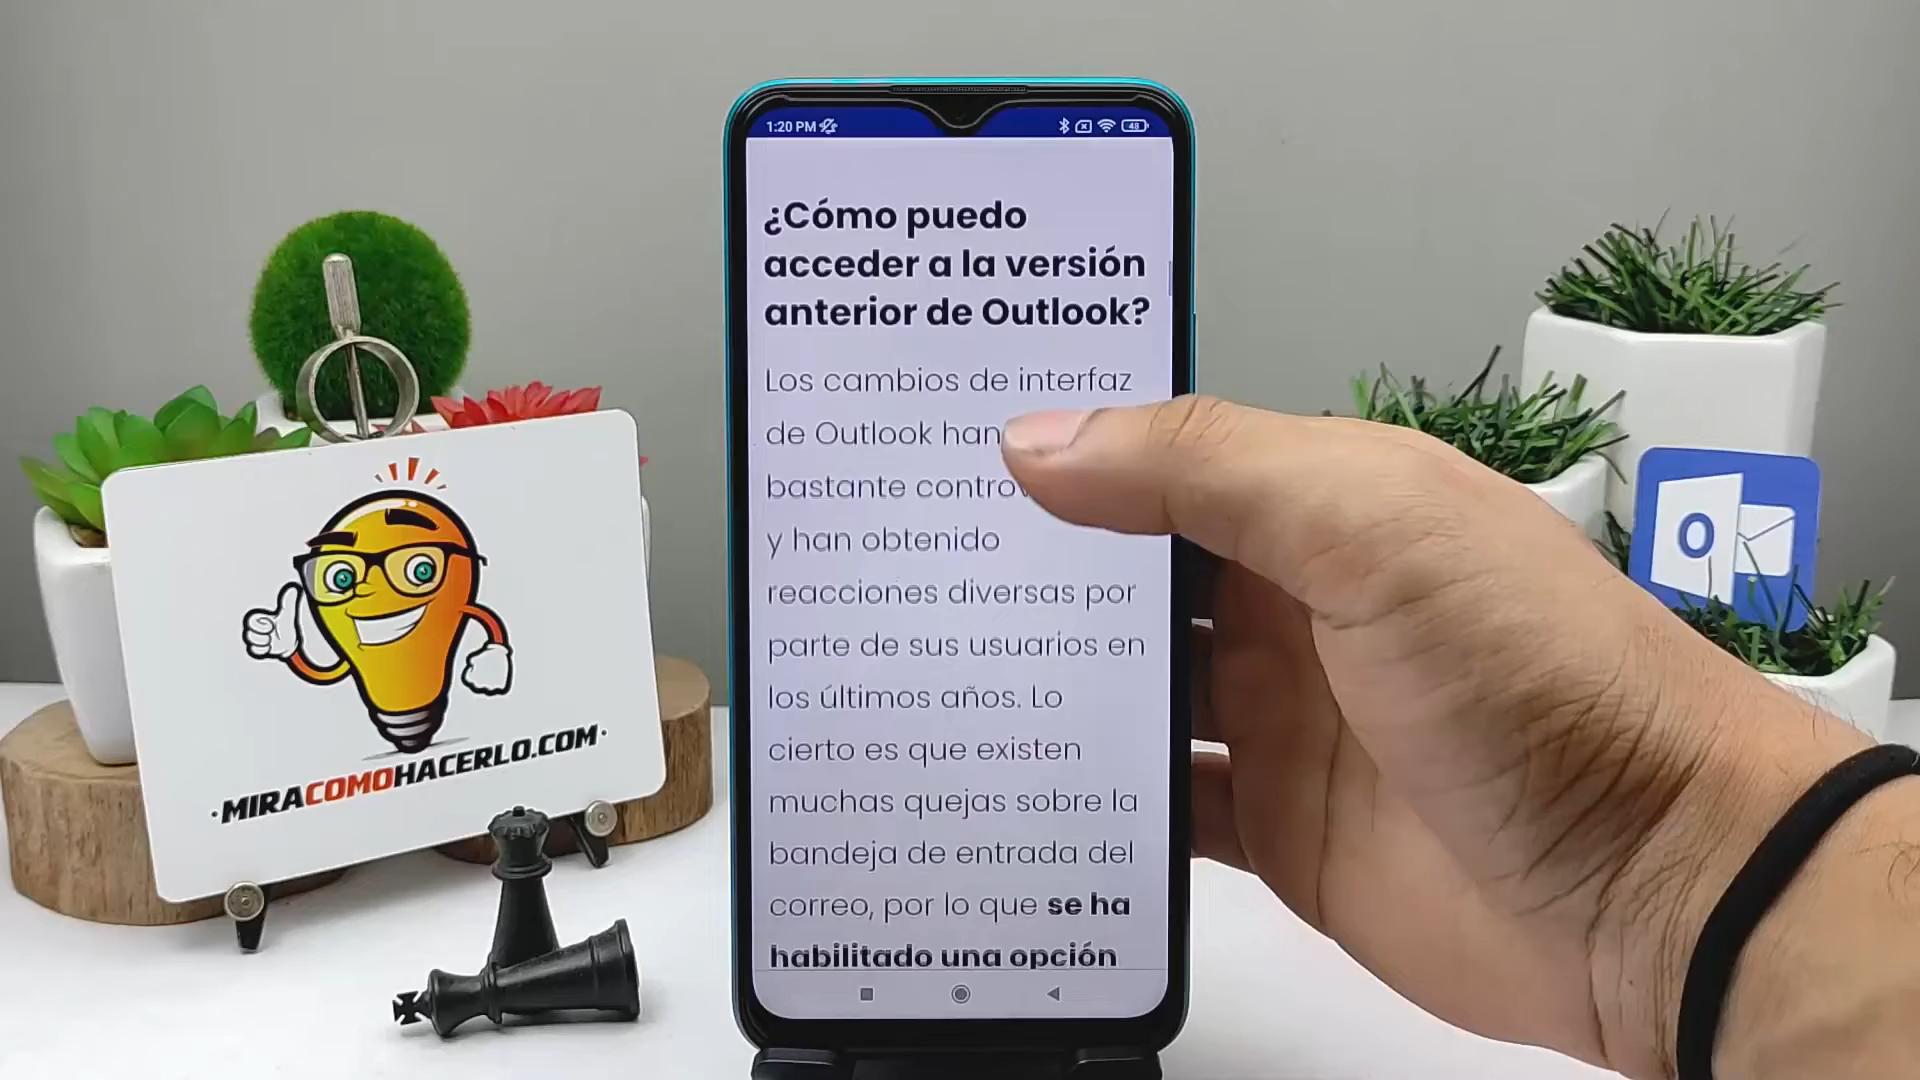 1:20 PM
48
¿Cómo puedo
acceder a la versión
anterior de Outlook?
Los cambios de interfaz
de Outlook han
bastante
y han obtenido
reacciones diversas por
parte de sus usuarios en
los últimos años. Lo
cierto es que existen
muchas quejas sobre la
bandeja de entrada del
correo, por lo que se ha
habilitado una opción
·MIRACOMOHACERLO.COM·
O